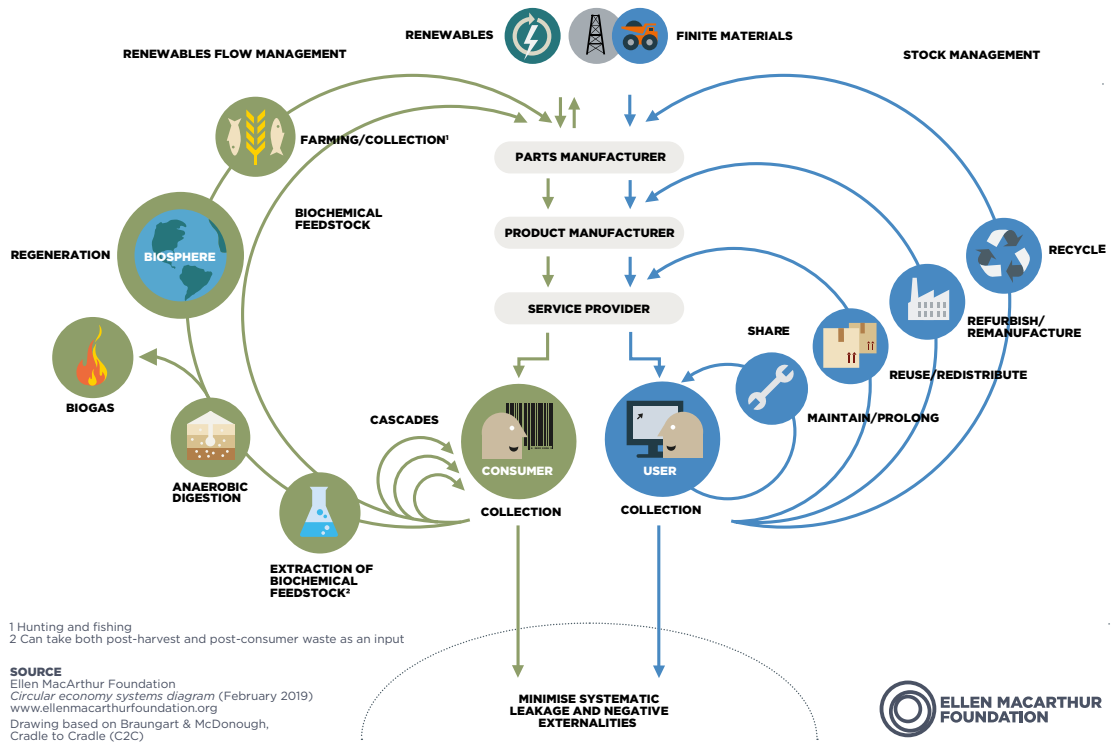 RENEWABLES
FINITE MATERIALS
RENEWABLES FLOW MANAGEMENT
STOCK MANAGEMENT
FARMING/COLLECTION¹
PARTS MANUFACTURER
BIOCHEMICAL
FEEDSTOCK
PRODUCT MANUFACTURER
REGENERATION
BIOSPHERE
RECYCLE
SERVICE PROVIDER
SHARE
REFURBISH/
REMANUFACTURE
REUSE/REDISTRIBUTE
BIOGAS
CASCADES
MAINTAIN/PROLONG
CONSUMER
USER
ANAEROBIC
DIGESTION
COLLECTION
COLLECTION
EXTRACTION OF
BIOCHEMICAL
FEEDSTOCK²
1 Hunting and fishing
2 Can take both post-harvest and post-consumer waste as an input
SOURCE
Ellen MacArthur Foundation
Circular economy systems diagram (February 2019)
www.ellenmacarthurfoundation.org
Drawing based on Braungart & McDonough,
Cradle to Cradle (C2C)
MINIMISE SYSTEMATIC
LEAKAGE AND NEGATIVE
EXTERNALITIES
ELLEN MACARTHUR
FOUNDATION